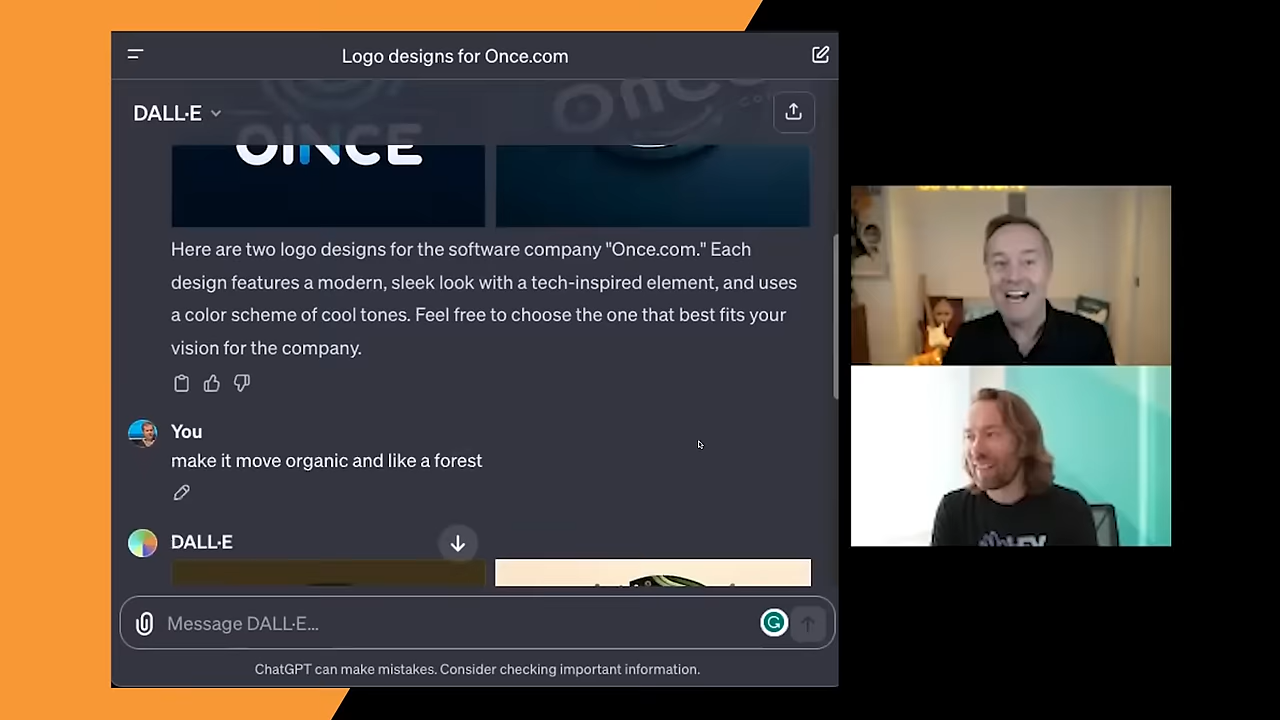 Logo designs for Once.com
DALL·E
once
OINCE
Here are two logo designs for the software company "Once.com." Each
design features a modern, sleek look with a tech-inspired element, and uses
a color scheme of cool tones. Feel free to choose the one that best fits your
vision for the company.
You
make it move organic and like a forest
DALL·E
Message DALL·E...
ChatGPT can make mistakes. Consider checking important information.